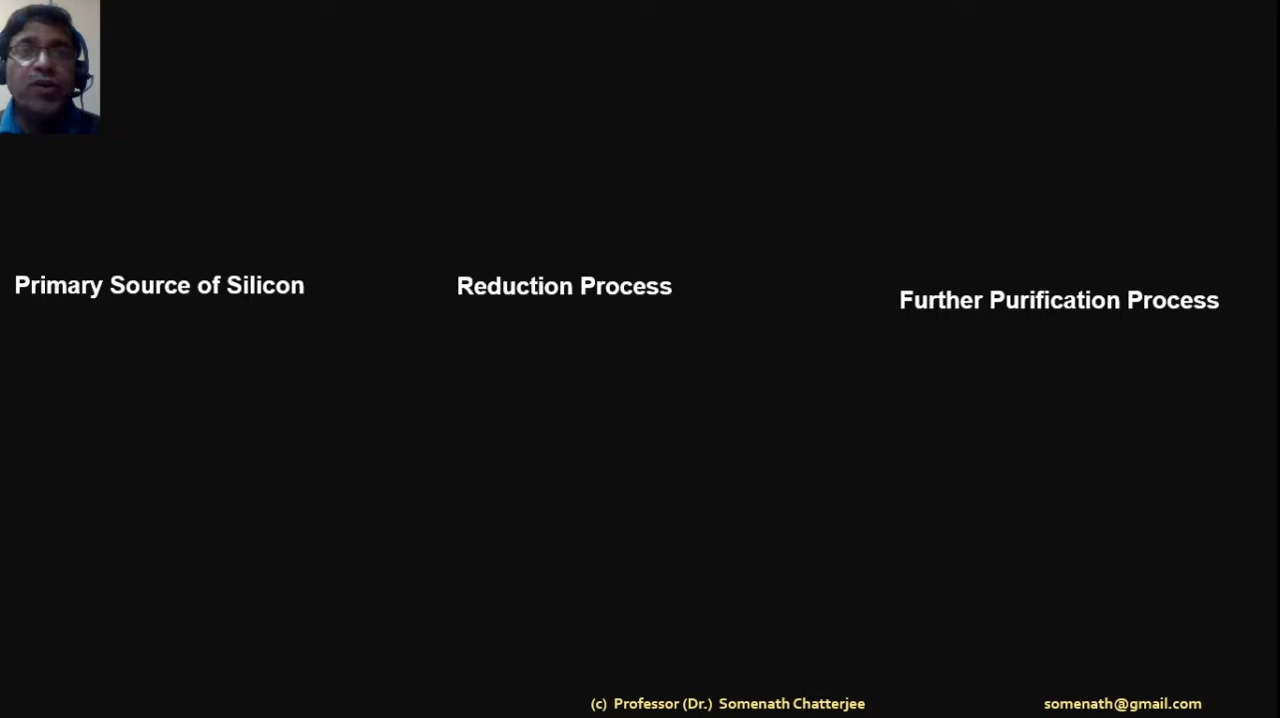 Primary Source of Silicon
Reduction Process
Further Purification Process
(c) Professor (Dr.) Somenath Chatterjee
somenath@gmail.com